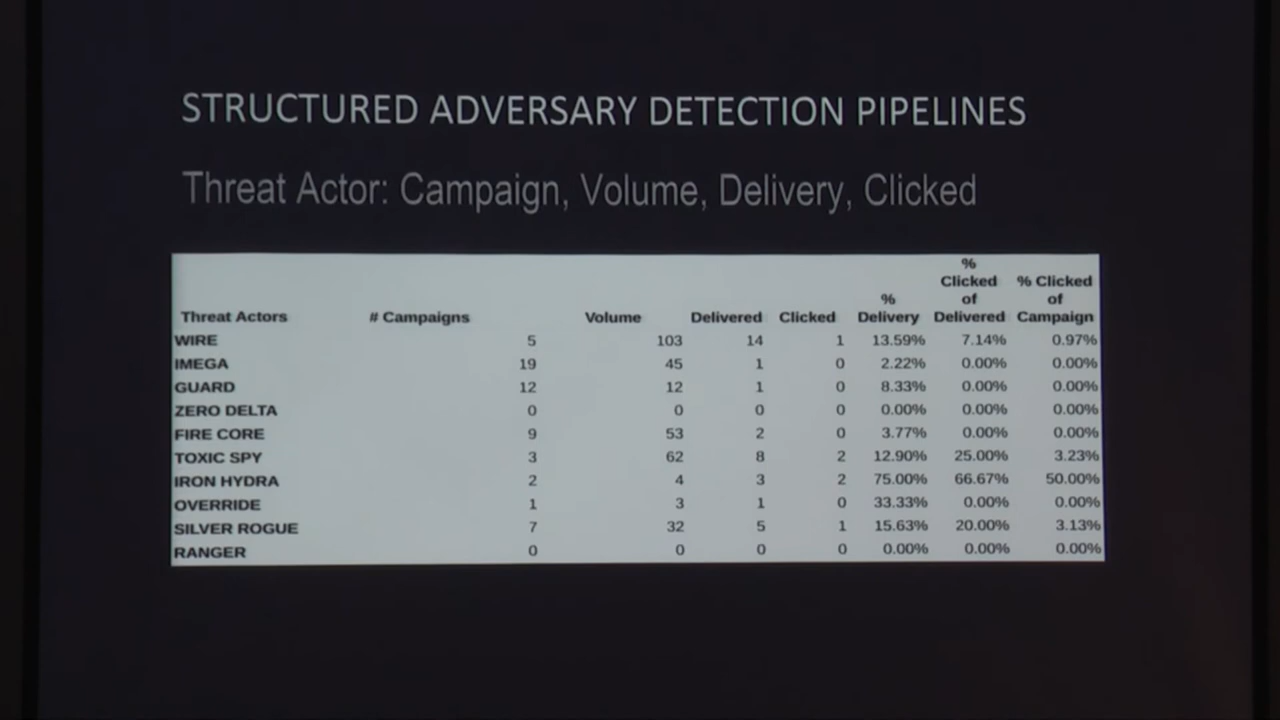 STRUCTURED ADVERSARY DETECTION PIPELINES
Threat Actor: Campaign, Volume, Delivery, Clicked
Threat Actors # Campaigns Volume Delivered Clicked % Delivery % Clicked of Delivered % Clicked of Campaign
WIRE 5 103 14 1 13.59% 7.14% 0.97%
IMEGA 19 45 1 0 2.22% 0.00% 0.00%
GUARD 12 12 1 0 8.33% 0.00% 0.00%
ZERO DELTA 0 0 0 0 0.00% 0.00% 0.00%
FIRE CORE 9 53 2 0 3.77% 0.00% 0.00%
TOXIC SPY 3 62 8 2 12.90% 25.00% 3.23%
IRON HYDRA 2 4 3 2 75.00% 66.67% 50.00%
OVERRIDE 1 3 1 0 33.33% 0.00% 0.00%
SILVER ROGUE 7 32 5 1 15.63% 20.00% 3.13%
RANGER 0 0 0 0 0.00% 0.00% 0.00%